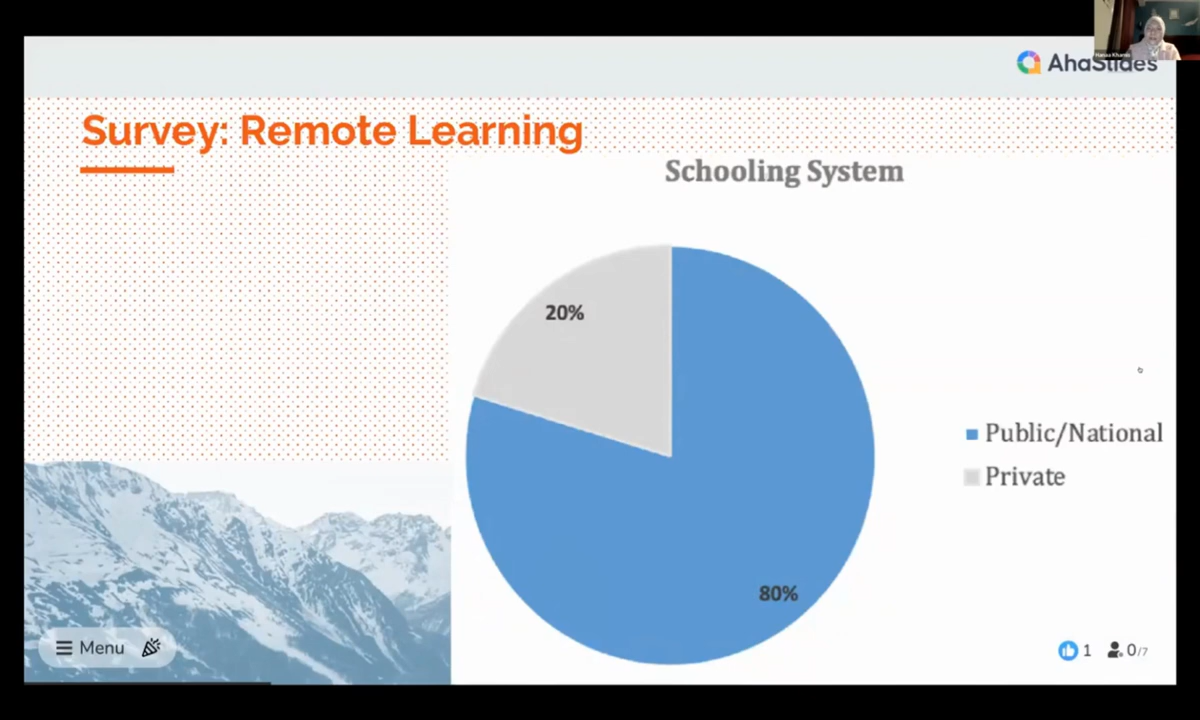 AhaSlides
Survey: Remote Learning
Schooling System
20%
Public/National
Private
80%
Menu
1
0/7